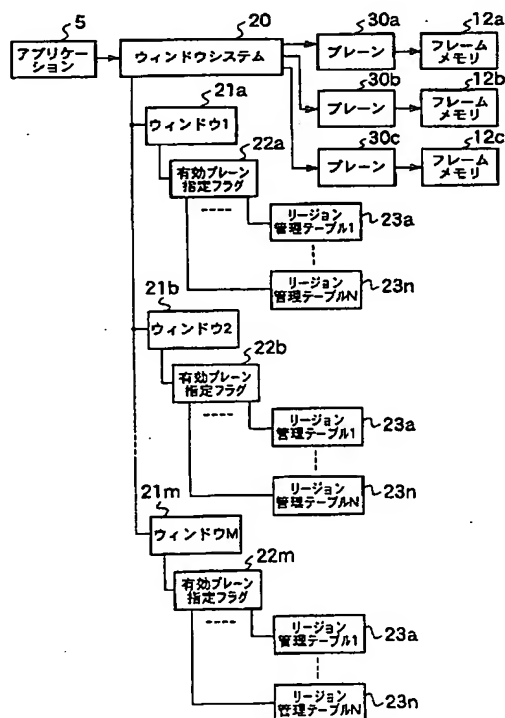 5
20
30a
12a
アプリケー
ション
ウィンドウシステム
プレーン
フレーム
メモリ
21a
30b
12b
ウィンドウ1
プレーン
フレーム
メモリ
22a
30c
12c
有効プレーン
指定フラグ
プレーン
フレーム
メモリ
リージョン
管理テーブル1
23a
リージョン
管理テーブルN
23n
21b
ウィンドウ2
22b
有効プレーン
指定フラグ
リージョン
管理テーブル1
23a
リージョン
管理テーブルN
23n
21m
ウィンドウM
22m
有効プレーン
指定フラグ
リージョン
管理テーブル1
23a
リージョン
管理テーブルN
23n